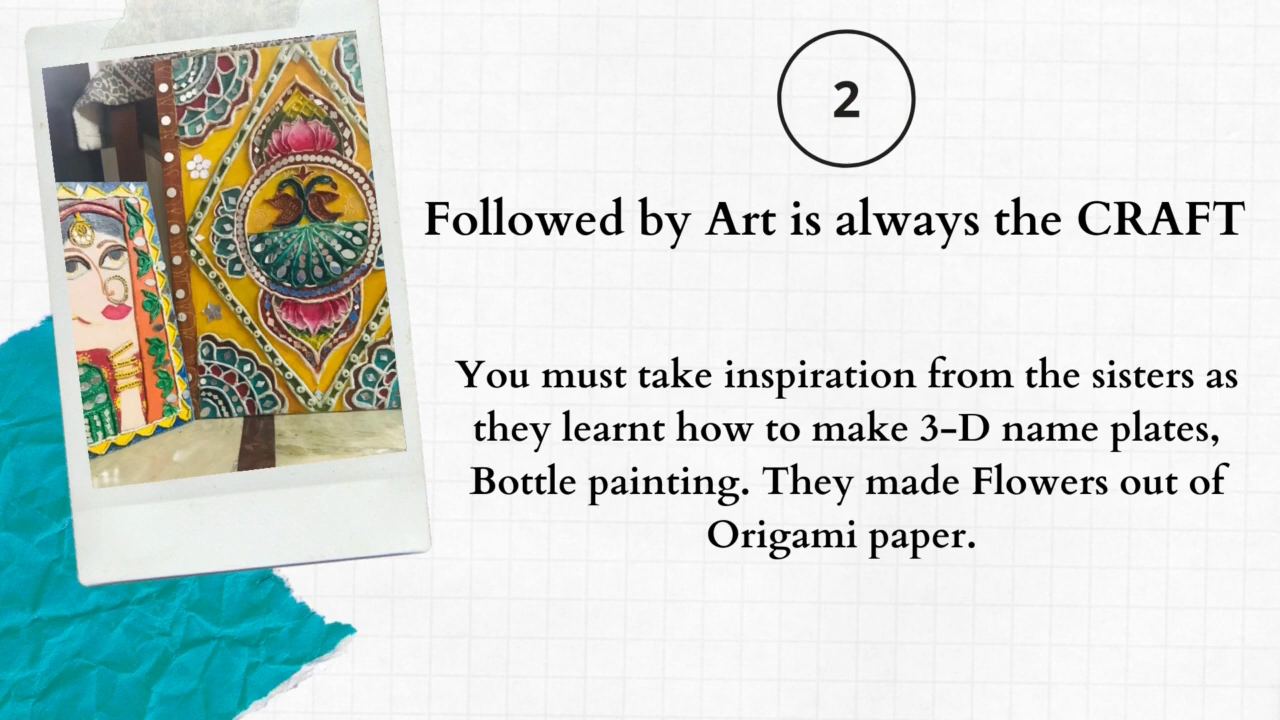 2
Followed by Art is always the CRAFT
You must take inspiration from the sisters as
they learnt how to make 3-D name plates,
Bottle painting. They made Flowers out of
Origami paper.